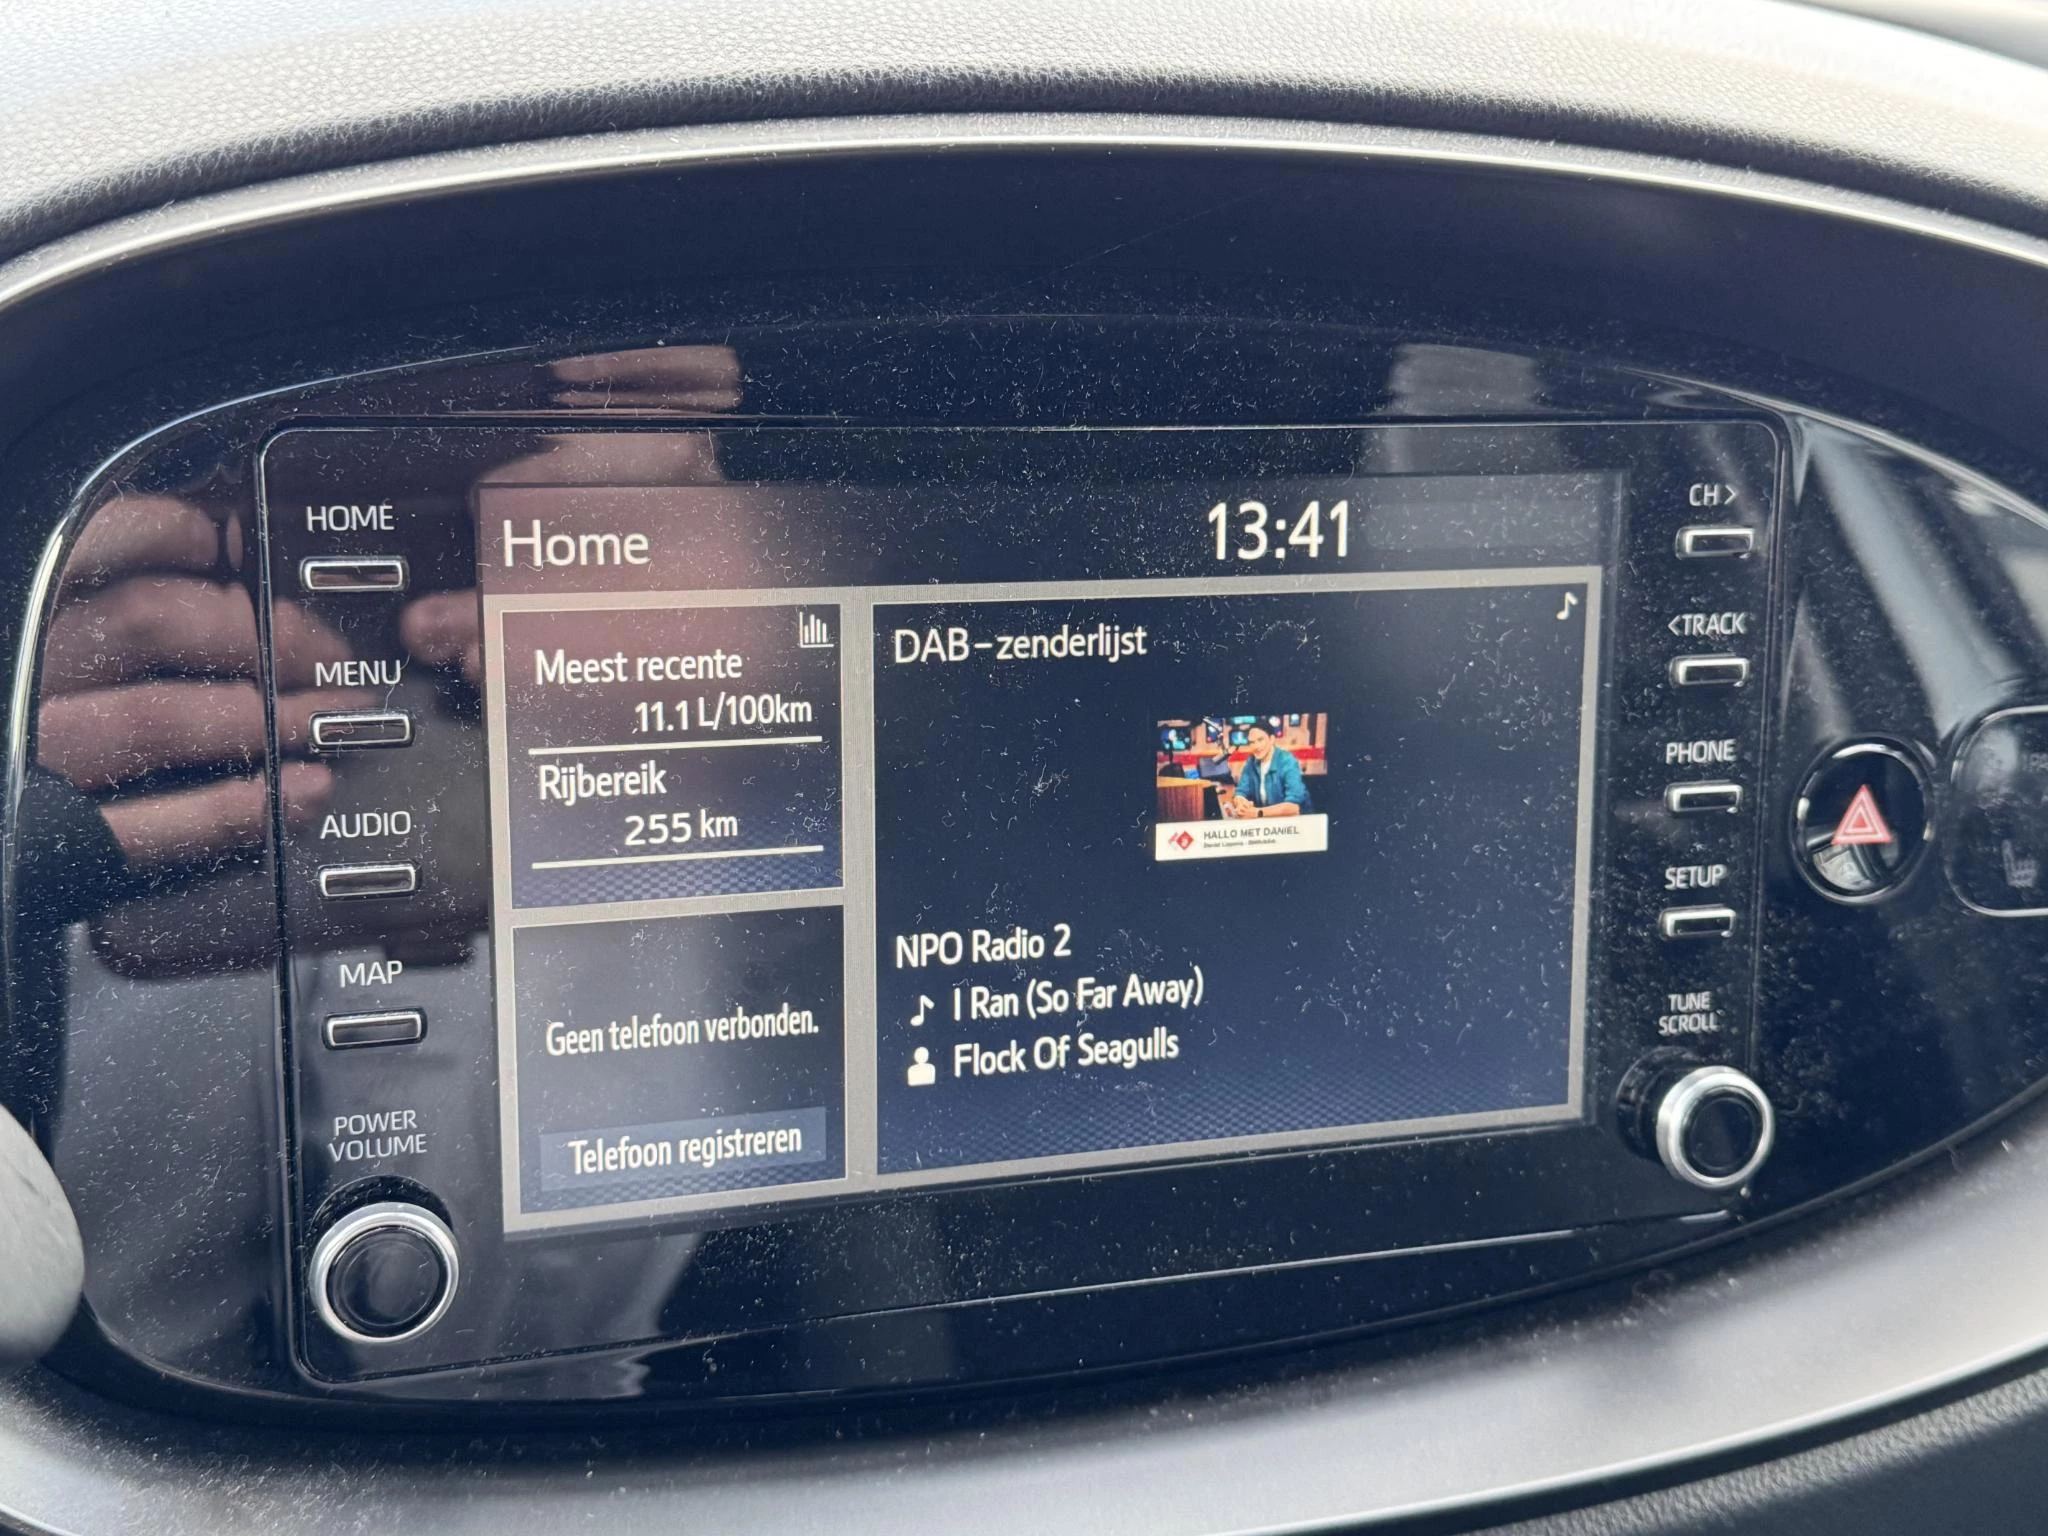 HOME
MENU
AUDIO
MAP
POWER
VOLUME
Home
13:41
Meest recente
11.1 L/100km
Rijbereik
255 km
Geen telefoon verbonden.
Telefoon registreren
DAB-zenderlijst
HALLO MET DANIEL
NPO Radio 2
I Ran (So Far Away)
Flock Of Seagulls
CH >
<TRACK
PHONE
SETUP
TUNE
SCROLL